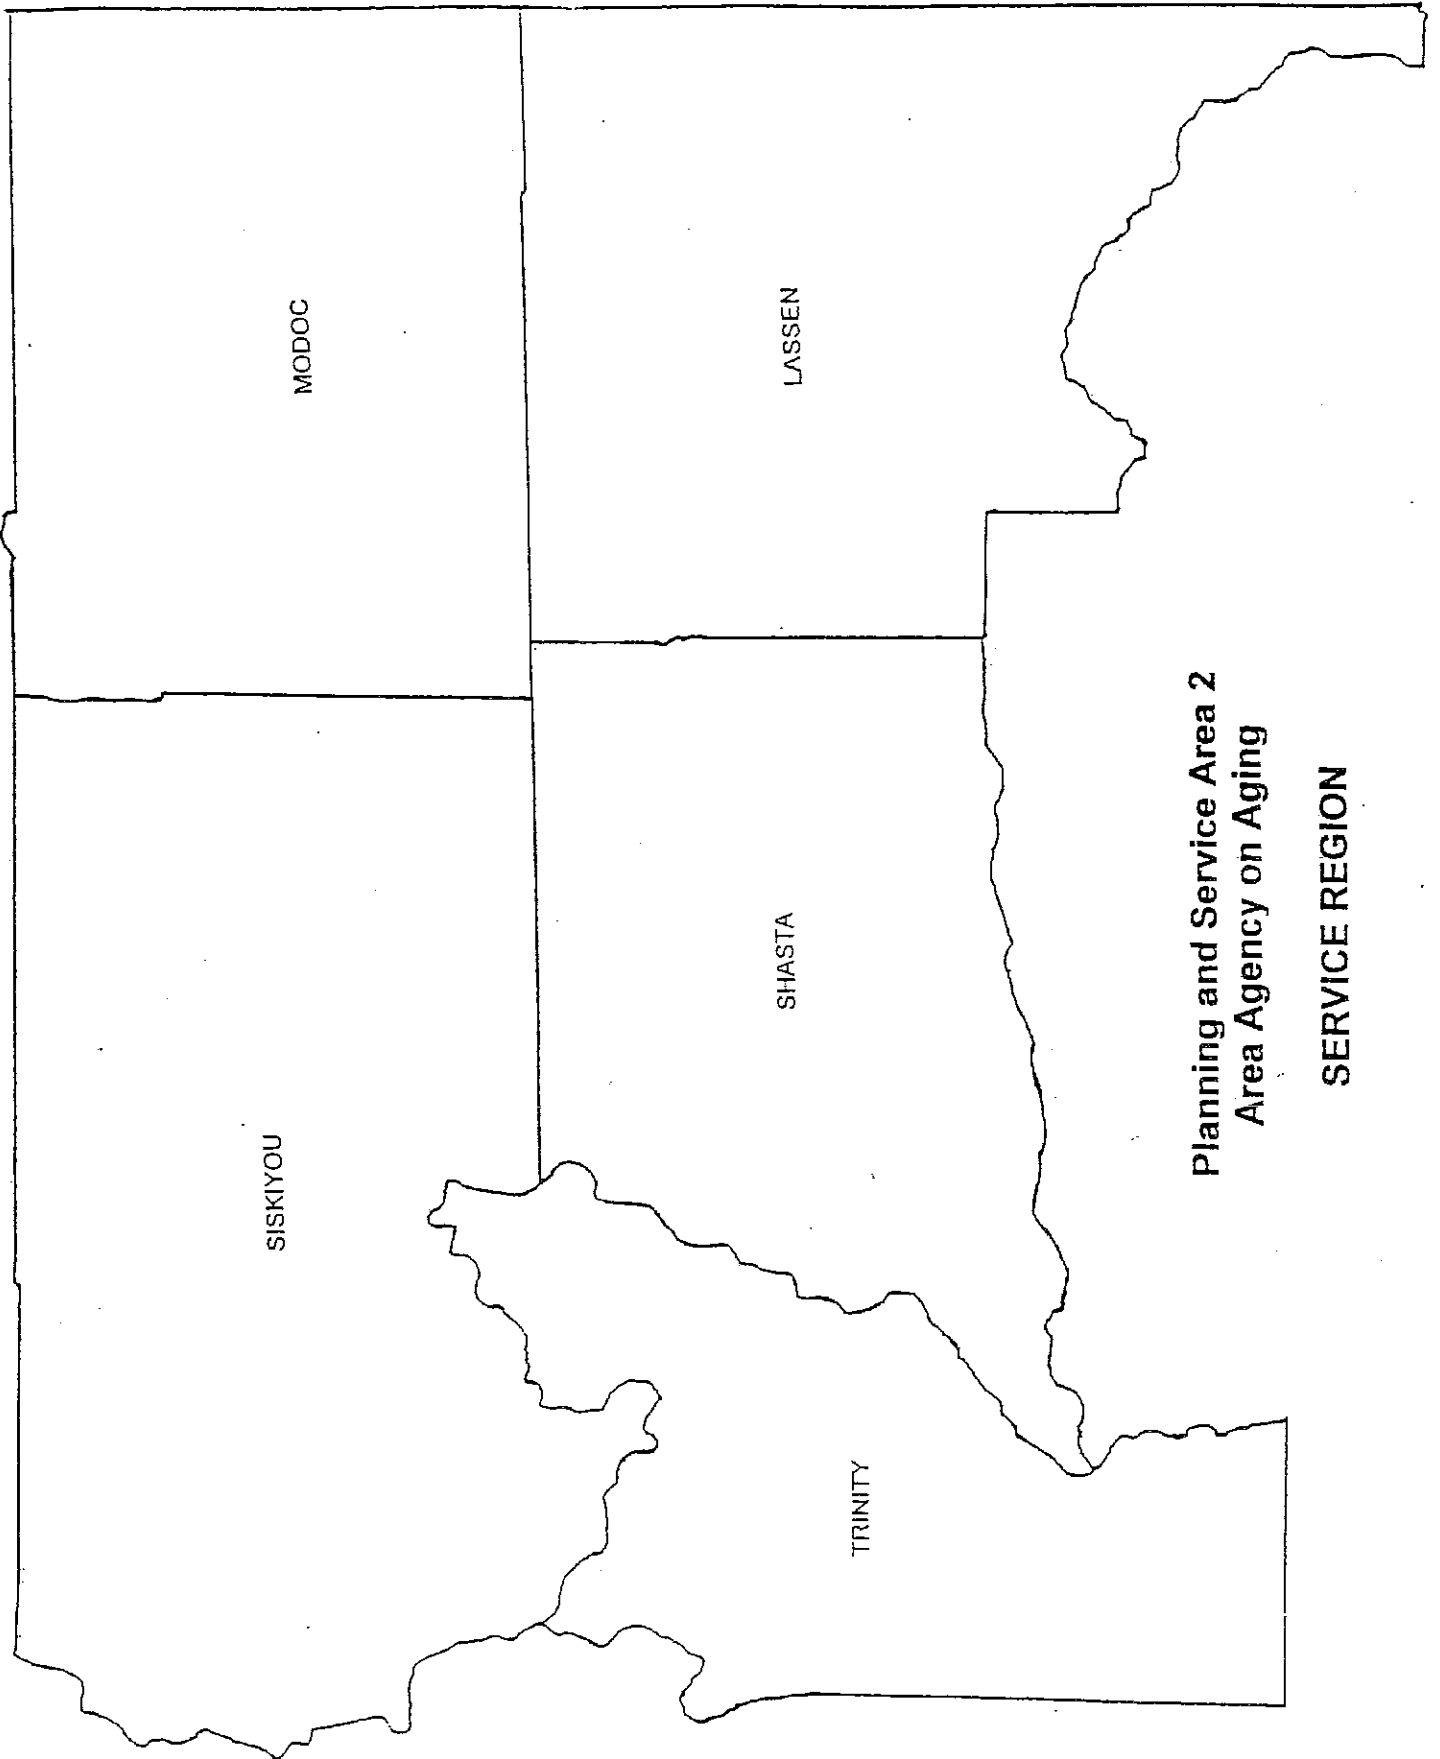 SISKIYOU
MODOC
TRINITY
SHASTA
LASSEN
Planning and Service Area 2
Area Agency on Aging
SERVICE REGION